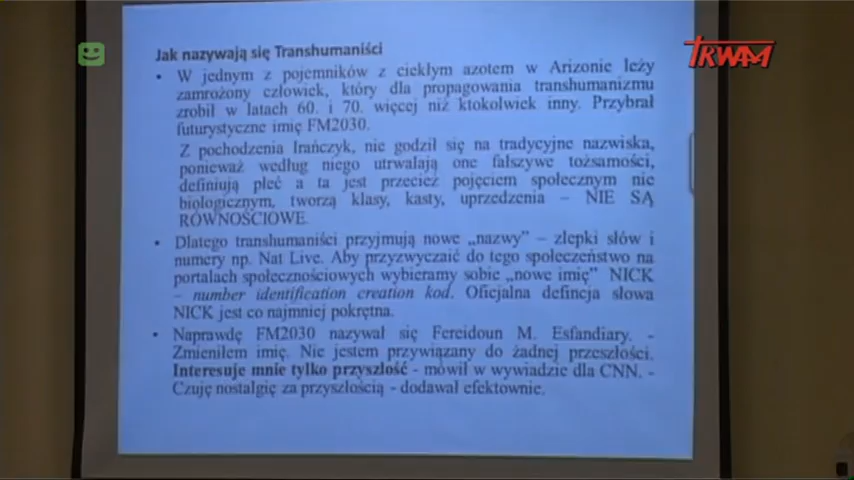 TRWAM
Jak nazywają się Transhumaniści
• W jednym z pojemników z ciekłym azotem w Arizonie leży
zamrożony człowiek, który dla propagowania transhumanizmu
zrobił w latach 60. i 70. więcej niż ktokolwiek inny. Przybrał
futurystyczne imię FM2030.
Z pochodzenia Irańczyk, nie godził się na tradycyjne nazwiska,
ponieważ według niego utrwalają one fałszywe tożsamości,
definiują płeć a ta jest przecież pojęciem społecznym nie
biologicznym, tworzą klasy, kasty, uprzedzenia – NIE SĄ
RÓWNOŚCIOWE.
• Dlatego transhumaniści przyjmują nowe „nazwy” – zlepki słów i
numery np. Nat Live. Aby przyzwyczaić do tego społeczeństwo na
portalach społecznościowych wybieramy sobie „nowe imię” NICK
– number identification creation kod. Oficjalna defincja słowa
NICK jest co najmniej pokrętna.
• Naprawdę FM2030 nazywał się Fereidoun M. Esfandiary. -
Zmieniłem imię. Nie jestem przywiązany do żadnej przeszłości.
Interesuje mnie tylko przyszłość - mówił w wywiadzie dla CNN. -
Czuję nostalgię za przyszłością - dodawał efektownie.